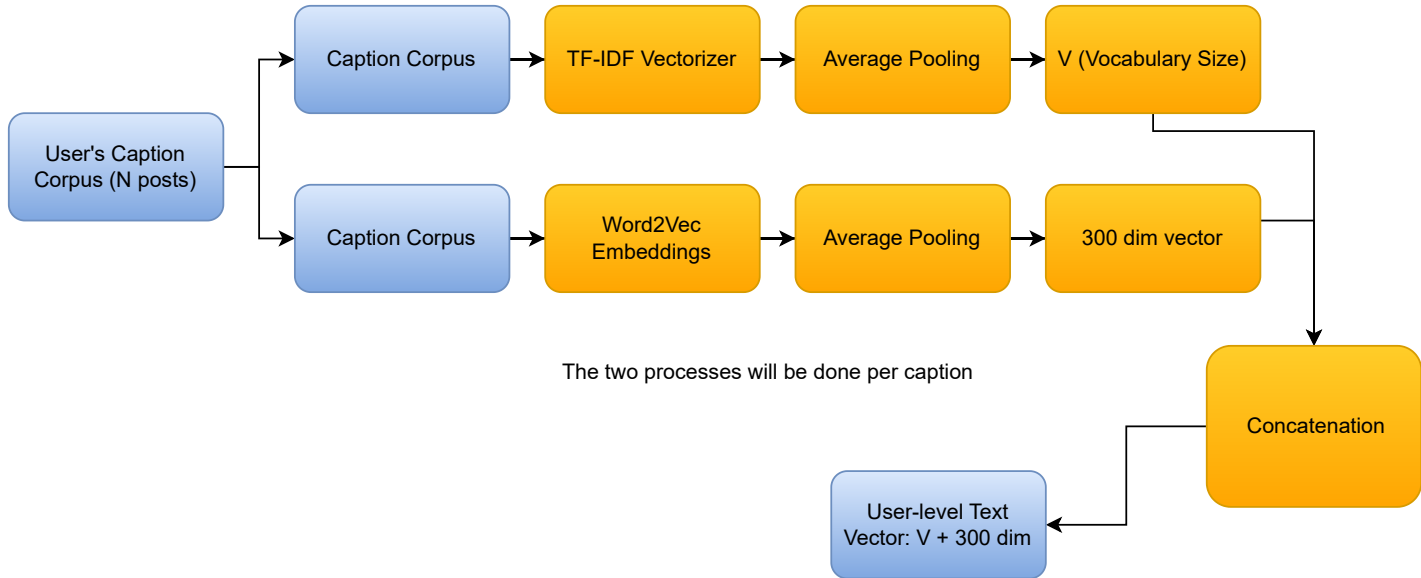 User's Caption
Corpus (N posts)
Caption Corpus
TF-IDF Vectorizer
Average Pooling
V (Vocabulary Size)
Caption Corpus
Word2Vec
Embeddings
Average Pooling
300 dim vector
The two processes will be done per caption
Concatenation
User-level Text
Vector: V + 300 dim